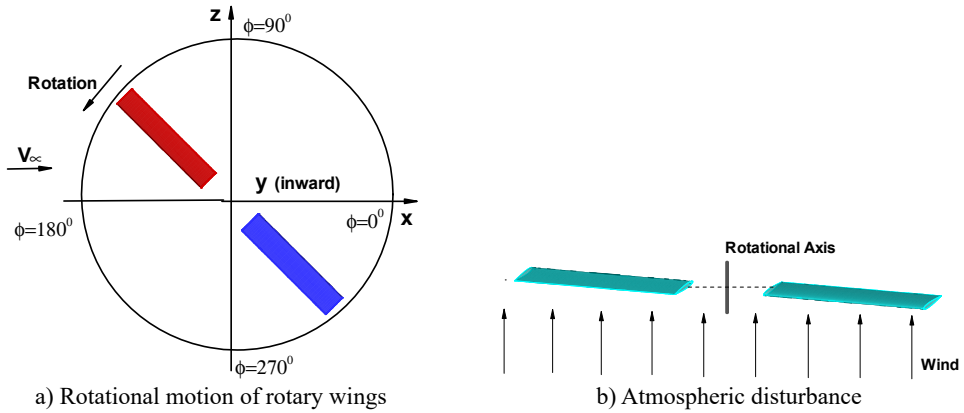 z
ϕ=90⁰
Rotation
V∝
y (inward)
ϕ=0⁰
x
ϕ=180⁰
ϕ=270⁰
a) Rotational motion of rotary wings
Rotational Axis
Wind
b) Atmospheric disturbance